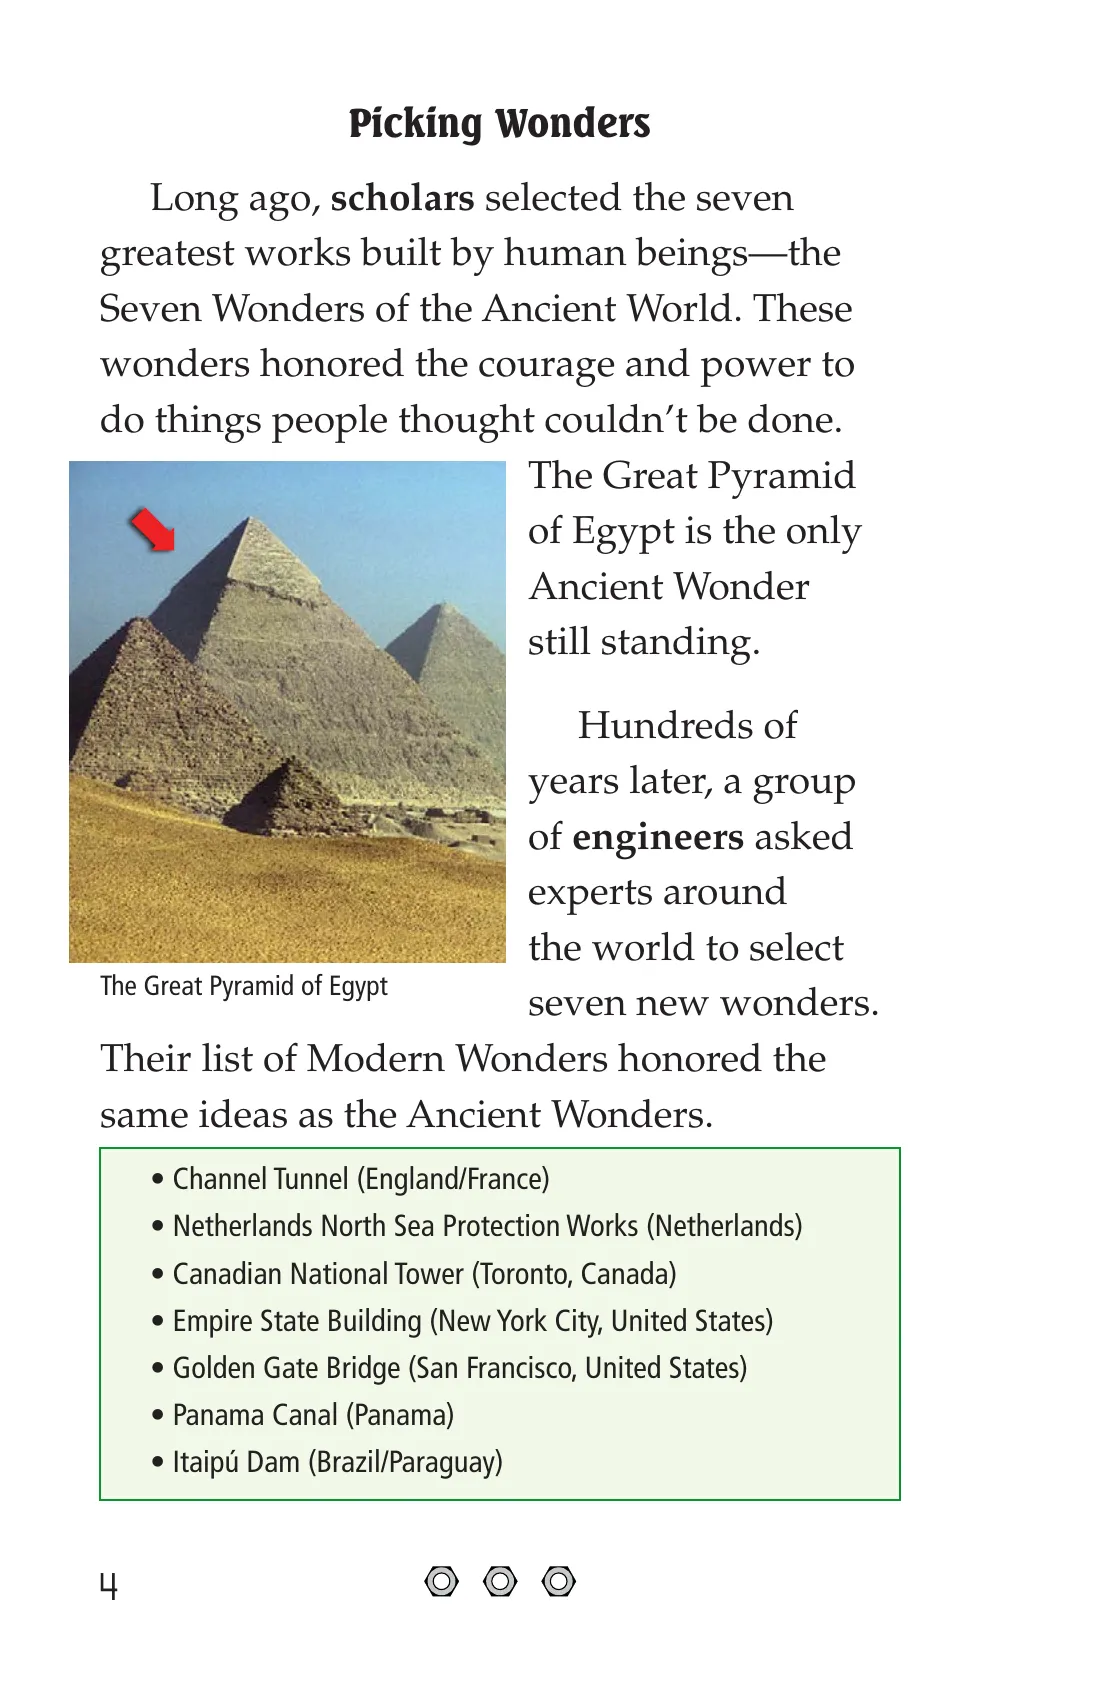 Picking Wonders
Long ago, scholars selected the seven
greatest works built by human beings—the
Seven Wonders of the Ancient World. These
wonders honored the courage and power to
do things people thought couldn’t be done.
The Great Pyramid
of Egypt is the only
Ancient Wonder
still standing.
Hundreds of
years later, a group
of engineers asked
experts around
the world to select
seven new wonders.
The Great Pyramid of Egypt
Their list of Modern Wonders honored the
same ideas as the Ancient Wonders.
• Channel Tunnel (England/France)
• Netherlands North Sea Protection Works (Netherlands)
• Canadian National Tower (Toronto, Canada)
• Empire State Building (New York City, United States)
• Golden Gate Bridge (San Francisco, United States)
• Panama Canal (Panama)
• Itaipú Dam (Brazil/Paraguay)
4